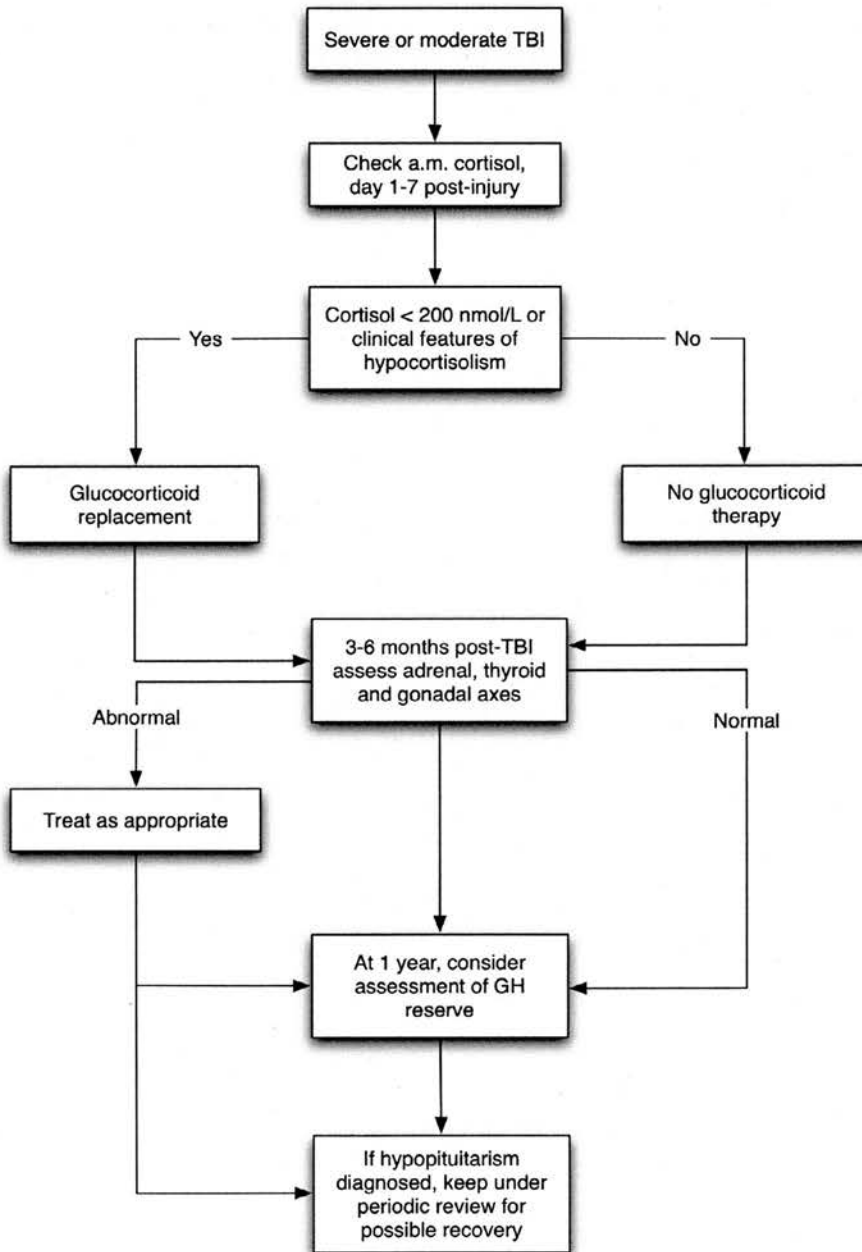 Severe or moderate TBI
Check a.m. cortisol,
day 1-7 post-injury
Cortisol < 200 nmol/L or
clinical features of
hypocortisolism
Yes
No
Glucocorticoid
replacement
No glucocorticoid
therapy
3-6 months post-TBI
assess adrenal, thyroid
and gonadal axes
Abnormal
Normal
Treat as appropriate
At 1 year, consider
assessment of GH
reserve
If hypopituitarism
diagnosed, keep under
periodic review for
possible recovery